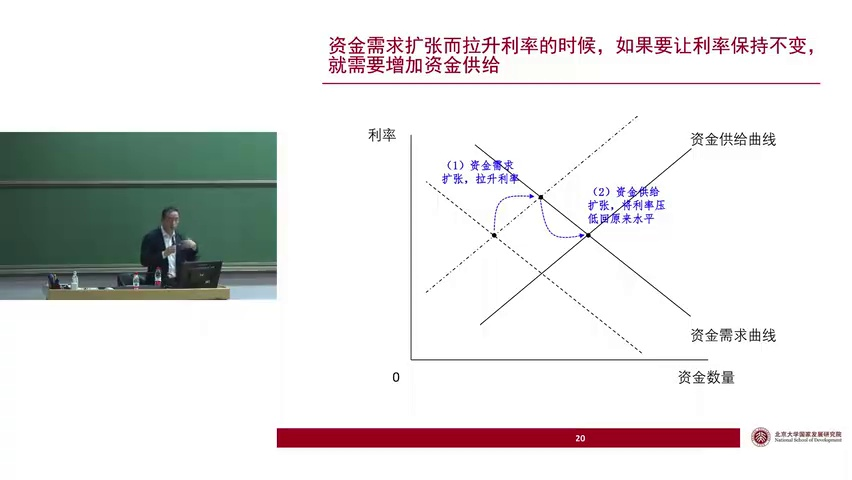 资金需求扩张而拉升利率的时候，如果要让利率保持不变，
就需要增加资金供给
利率
资金供给曲线
（1）资金需求
扩张，拉升利率
（2）资金供给
扩张，将利率压
低回原来水平
资金需求曲线
0
资金数量
20
北京大学国家发展研究院
National School of Development